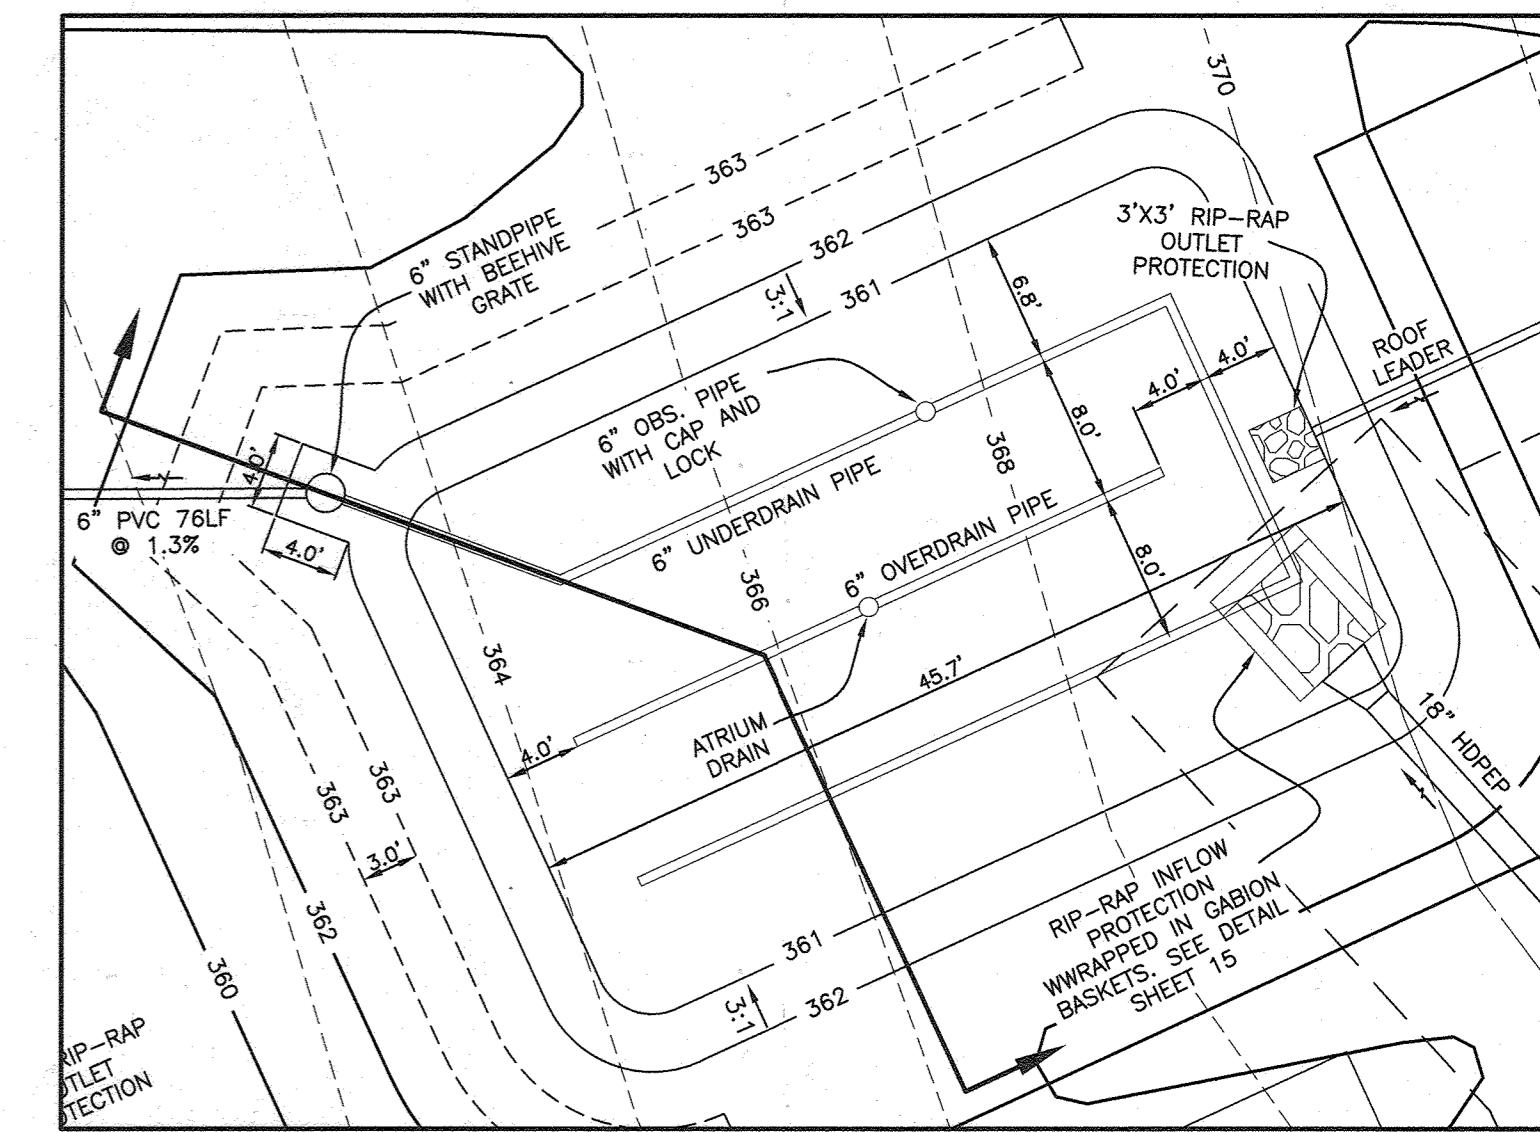 370
363
363
362
361
3:1
6" STANDPIPE
WITH BEEHIVE
GRATE
3'X3' RIP-RAP
OUTLET
PROTECTION
6.8'
ROOF
LEADER
4.0'
4.0'
6" OBS. PIPE
WITH CAP AND
LOCK
8.0'
368
4.0'
6" PVC 76LF
@ 1.3%
4.0'
6" UNDERDRAIN PIPE
6" OVERDRAIN PIPE
8.0'
366
364
45.7'
ATRIUM
DRAIN
4.0'
18" HDPEP
363
363
3.0'
362
360
361
362
3:1
RIP-RAP INFLOW
PROTECTION
WWRAPPED IN GABION
BASKETS. SEE DETAIL
SHEET 15
RIP-RAP
TLET
TECTION